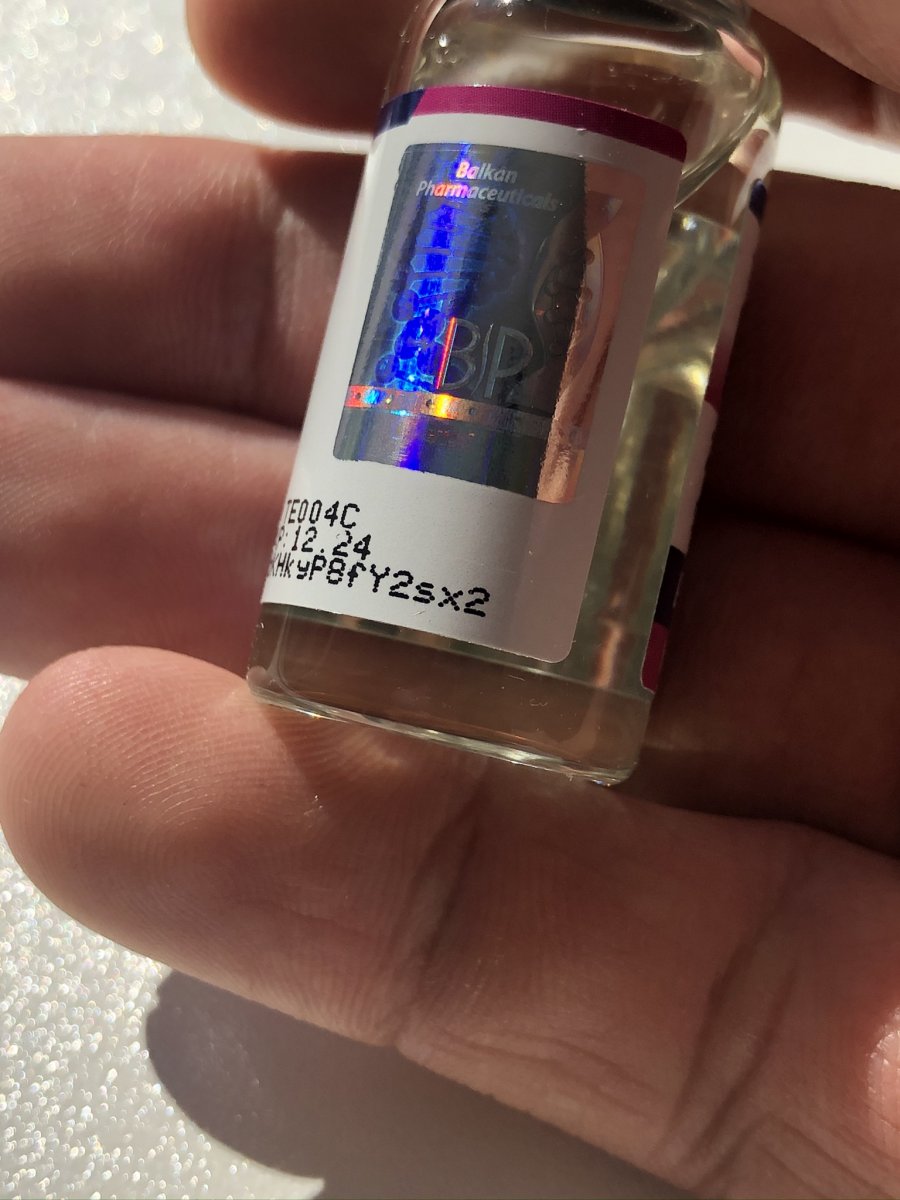 Balkan
Pharmaceuticals
BP
TE004C
P:12.24
kHkyP8fY2sx2